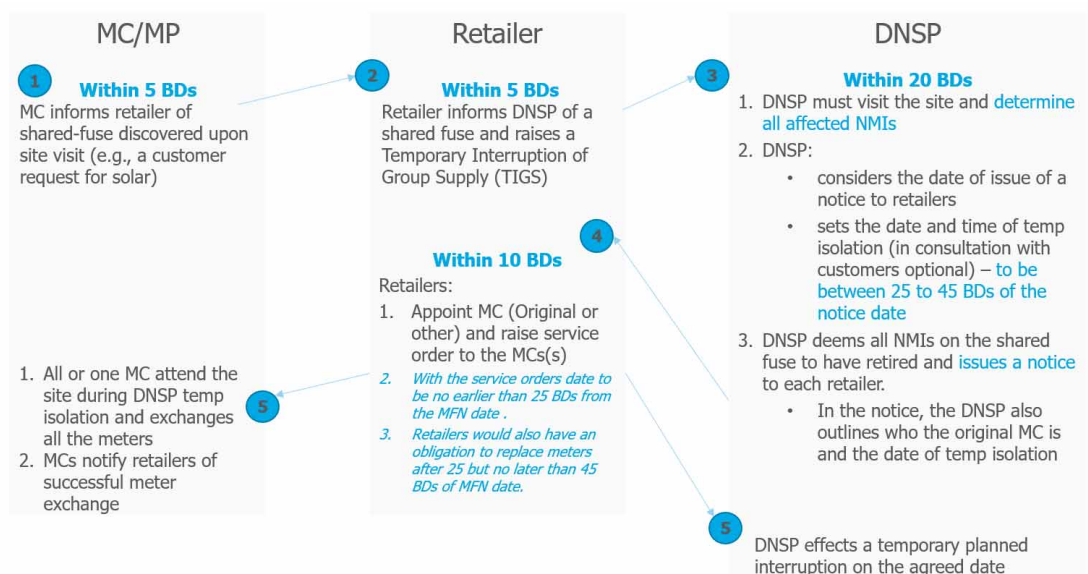 MC/MP
1
Within 5 BDs
MC informs retailer of
shared-fuse discovered upon
site visit (e.g., a customer
request for solar)
1. All or one MC attend the
site during DNSP temp
isolation and exchanges
all the meters
2. MCs notify retailers of
successful meter
exchange
Retailer
2
Within 5 BDs
Retailer informs DNSP of a
shared fuse and raises a
Temporary Interruption of
Group Supply (TIGS)
4
Within 10 BDs
Retailers:
1. Appoint MC (Original or
other) and raise service
order to the MCs(s)
2. With the service orders date to
be no earlier than 25 BDs from
the MFN date .
3. Retailers would also have an
obligation to replace meters
after 25 but no later than 45
BDs of MFN date.
5
DNSP
3
Within 20 BDs
1. DNSP must visit the site and determine
all affected NMIs
2. DNSP:
• considers the date of issue of a
notice to retailers
• sets the date and time of temp
isolation (in consultation with
customers optional) – to be
between 25 to 45 BDs of the
notice date
3. DNSP deems all NMIs on the shared
fuse to have retired and issues a notice
to each retailer.
• In the notice, the DNSP also
outlines who the original MC is
and the date of temp isolation
5
DNSP effects a temporary planned
interruption on the agreed date